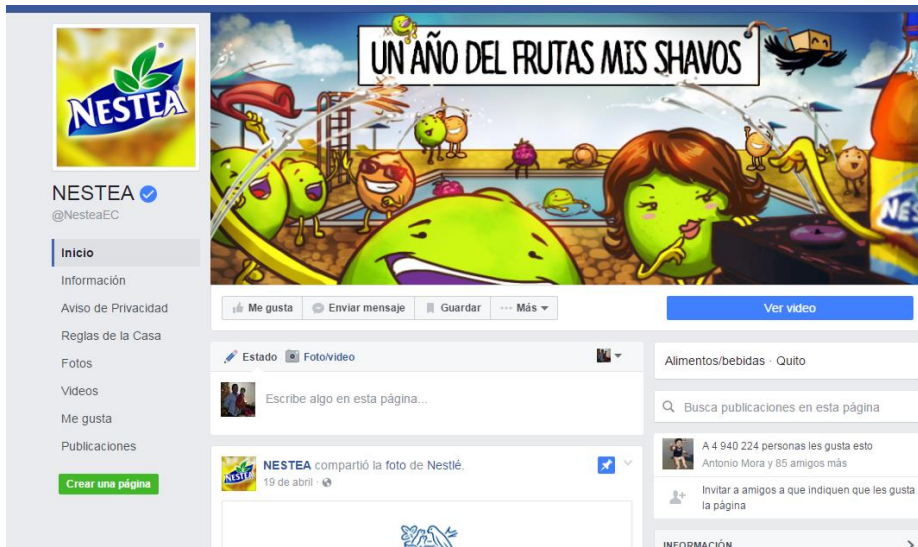 NESTEA
UN AÑO DEL FRUTAS MIS SHAVOS
NES
NESTEA
@NesteaEC
Inicio
Información
Aviso de Privacidad
Reglas de la Casa
Fotos
Videos
Me gusta
Publicaciones
Crear una página
Me gusta
Enviar mensaje
Guardar
··· Más
Ver video
Estado
Foto/video
Escribe algo en esta página...
NESTEA
NESTEA compartió la foto de Nestlé.
19 de abril ·
Alimentos/bebidas · Quito
Busca publicaciones en esta página
A 4 940 224 personas les gusta esto
Antonio Mora y 85 amigos más
Invitar a amigos a que indiquen que les gusta
la página
INFORMACIÓN